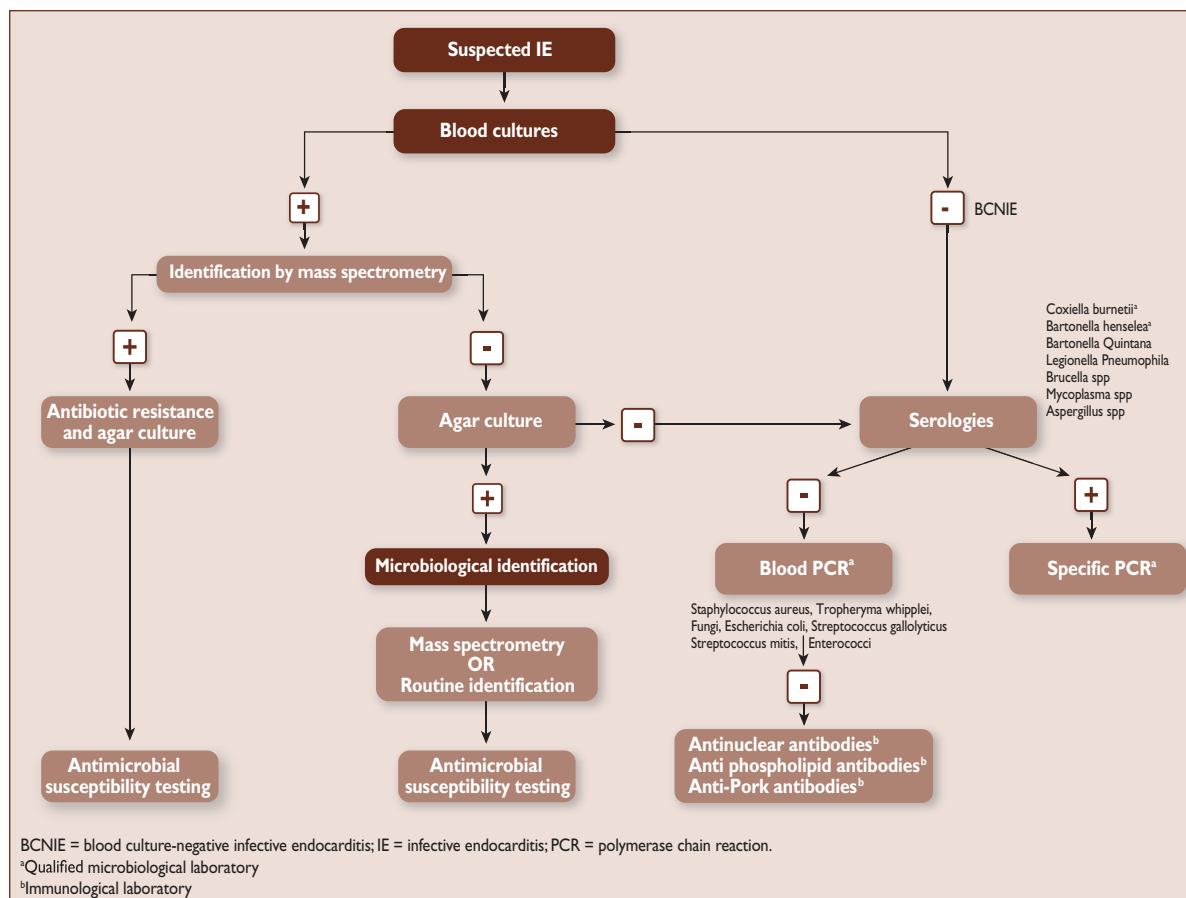 Suspected IE
Blood cultures
+
-
BCNIE
Identification by mass spectrometry
+
-
Coxiella burnetiiᵃ
Bartonella henseleaᵃ
Bartonella Quintana
Legionella Pneumophila
Brucella spp
Mycoplasma spp
Aspergillus spp
Antibiotic resistance
and agar culture
Agar culture
-
Serologies
+
-
+
Microbiological identification
Blood PCRᵃ
Specific PCRᵃ
Staphylococcus aureus, Tropheryma whipplei,
Fungi, Escherichia coli, Streptococcus gallolyticus
Streptococcus mitis, Enterococci
Mass spectrometry
OR
Routine identification
-
Antinuclear antibodiesᵇ
Anti phospholipid antibodiesᵇ
Anti-Pork antibodiesᵇ
Antimicrobial
susceptibility testing
Antimicrobial
susceptibility testing
BCNIE = blood culture-negative infective endocarditis; IE = infective endocarditis; PCR = polymerase chain reaction.
ᵃQualified microbiological laboratory
ᵇImmunological laboratory